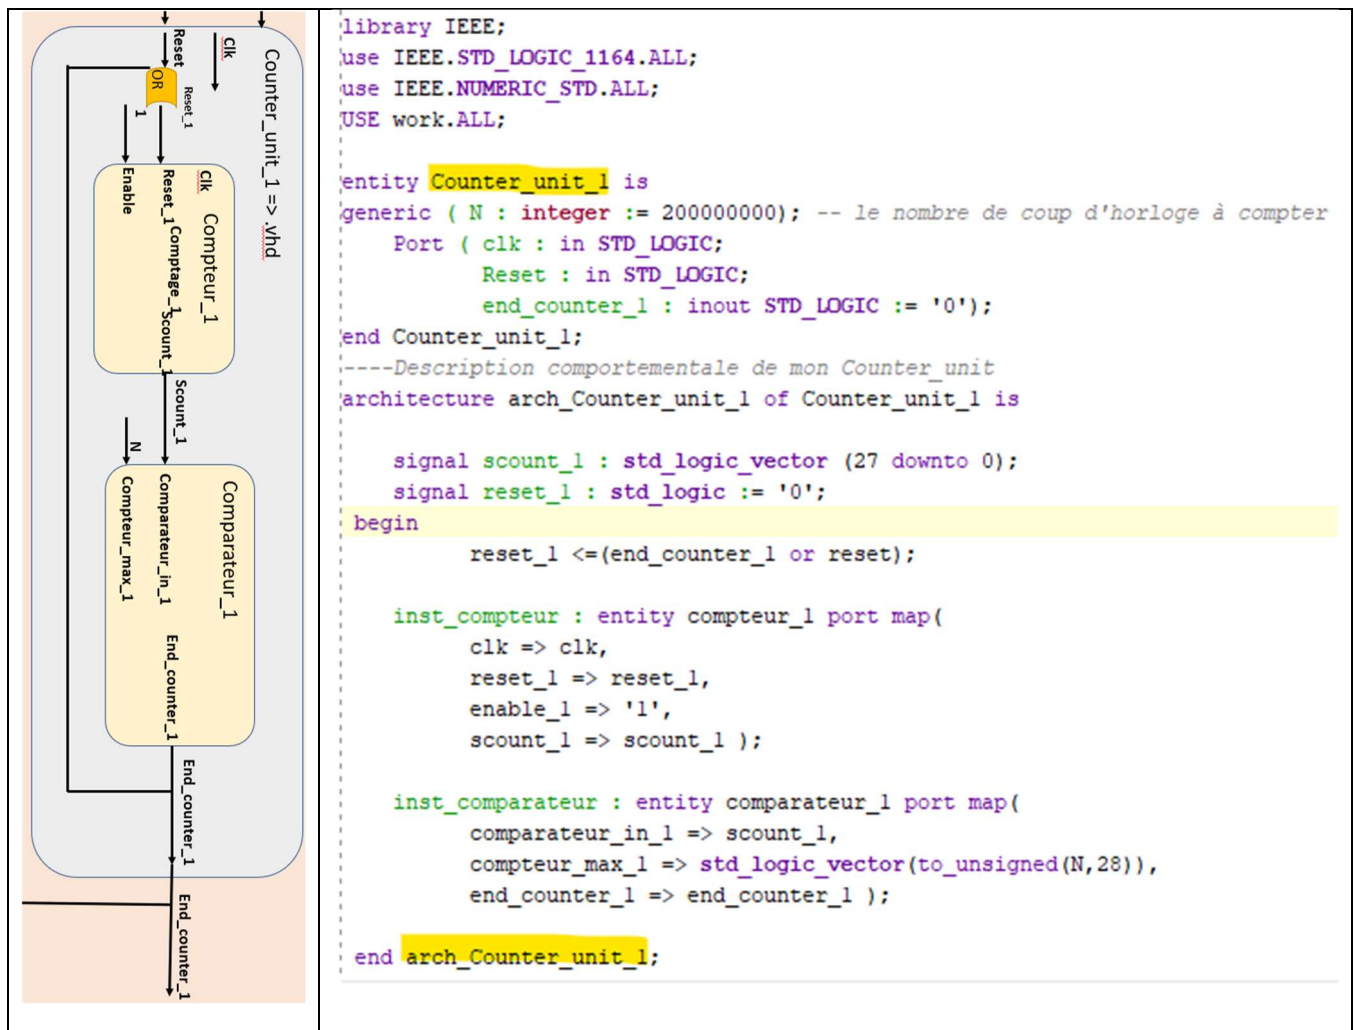 Counter_unit_1 => .vhd
Clk
Reset
OR
Reset_1
1
Compteur_1
Clk
Reset_1
Enable
Comptage_1
Scount_1
Scount_1
N
Comparateur_1
Comparateur_in_1
Compteur_max_1
End_counter_1
End_counter_1
End_counter_1
library IEEE;
use IEEE.STD_LOGIC_1164.ALL;
use IEEE.NUMERIC_STD.ALL;
USE work.ALL;
entity Counter_unit_1 is
generic ( N : integer := 200000000); -- le nombre de coup d'horloge à compter
Port ( clk : in STD_LOGIC;
Reset : in STD_LOGIC;
end_counter_1 : inout STD_LOGIC := '0');
end Counter_unit_1;
----Description comportementale de mon Counter_unit
architecture arch_Counter_unit_1 of Counter_unit_1 is
signal scount_1 : std_logic_vector (27 downto 0);
signal reset_1 : std_logic := '0';
begin
reset_1 <=(end_counter_1 or reset);
inst_compteur : entity compteur_1 port map(
clk => clk,
reset_1 => reset_1,
enable_1 => '1',
scount_1 => scount_1 );
inst_comparateur : entity comparateur_1 port map(
comparateur_in_1 => scount_1,
compteur_max_1 => std_logic_vector(to_unsigned(N,28)),
end_counter_1 => end_counter_1 );
end arch_Counter_unit_1;